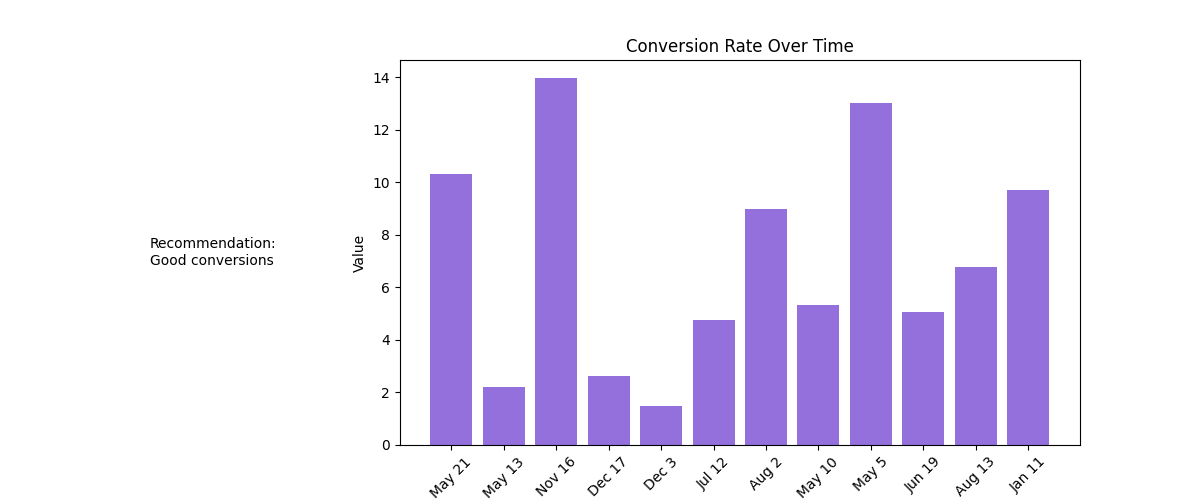 Conversion Rate Over Time
Recommendation:
Good conversions
Value
14
12
10
8
6
4
2
0
May 21
May 13
Nov 16
Dec 17
Dec 3
Jul 12
Aug 2
May 10
May 5
Jun 19
Aug 13
Jan 11